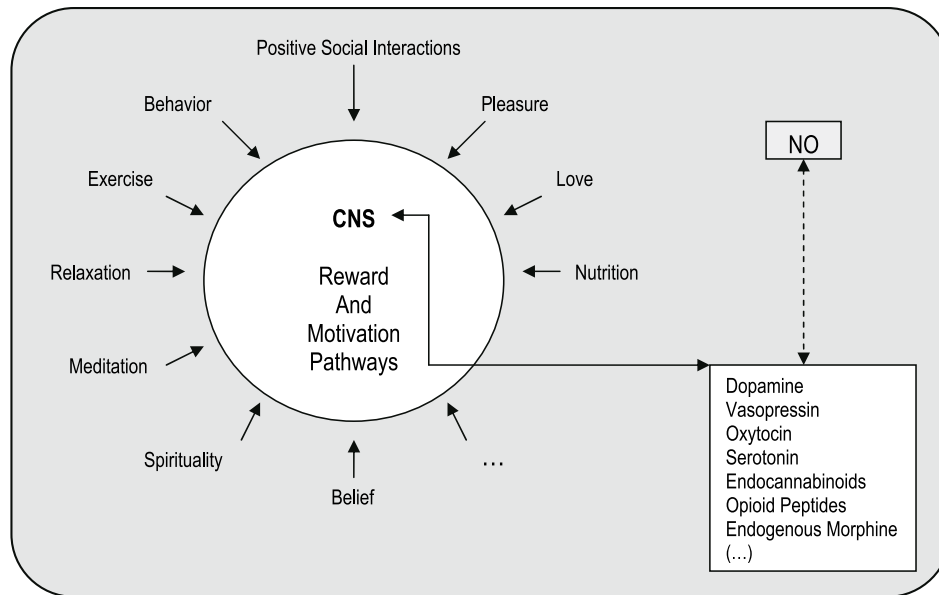 Positive Social Interactions
Behavior
Pleasure
Exercise
Love
Relaxation
Nutrition
Meditation
Spirituality
Belief
...
CNS
Reward
And
Motivation
Pathways
NO
Dopamine
Vasopressin
Oxytocin
Serotonin
Endocannabinoids
Opioid Peptides
Endogenous Morphine
(...)